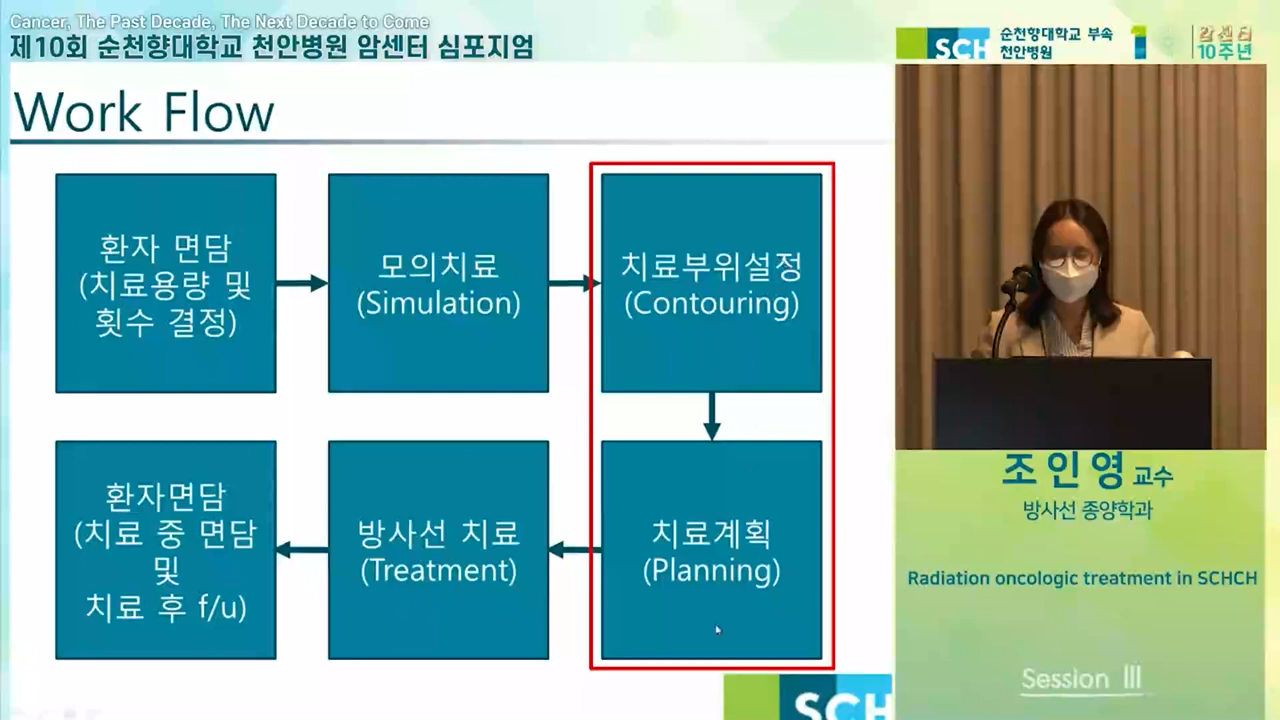 Cancer, The Past Decade, The Next Decade to Come
제10회 순천향대학교 천안병원 암센터 심포지엄
SCH
순천향대학교 부속
천안병원
암센터
10주년
Work Flow
환자 면담
(치료용량 및
횟수 결정)
모의치료
(Simulation)
치료부위설정
(Contouring)
치료계획
(Planning)
방사선 치료
(Treatment)
환자면담
(치료 중 면담
및
치료 후 f/u)
SCH
조인영 교수
방사선 종양학과
Radiation oncologic treatment in SCHCH
Session Ⅲ